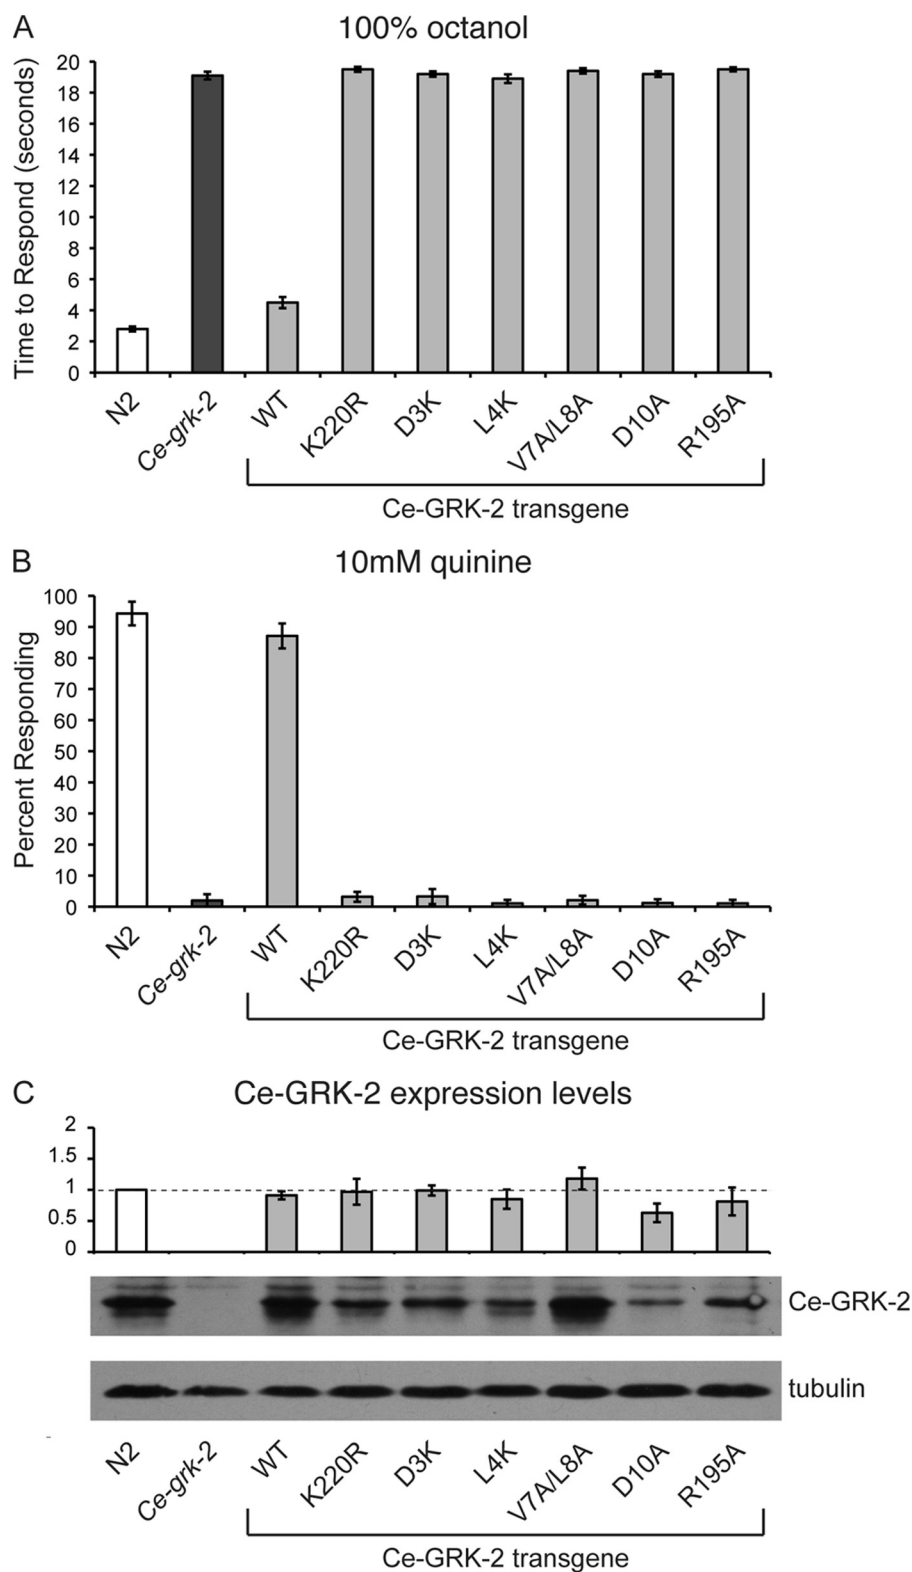 A
100% octanol
Time to Respond (seconds)
20
18
16
14
12
10
8
6
4
2
0
N2
Ce-grk-2
WT
K220R
D3K
L4K
V7A/L8A
D10A
R195A
Ce-GRK-2 transgene
B
10mM quinine
Percent Responding
100
90
80
70
60
50
40
30
20
10
0
N2
Ce-grk-2
WT
K220R
D3K
L4K
V7A/L8A
D10A
R195A
Ce-GRK-2 transgene
C
Ce-GRK-2 expression levels
2
1.5
1
0.5
0
Ce-GRK-2
tubulin
N2
Ce-grk-2
WT
K220R
D3K
L4K
V7A/L8A
D10A
R195A
Ce-GRK-2 transgene